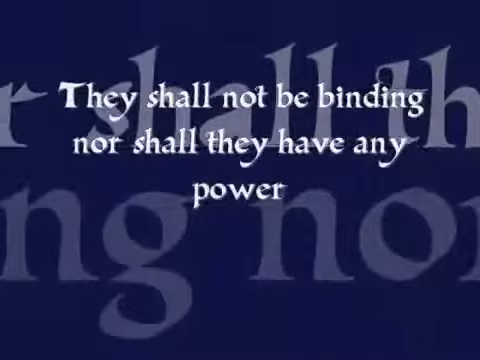 They shall not be binding
nor shall they have any
power